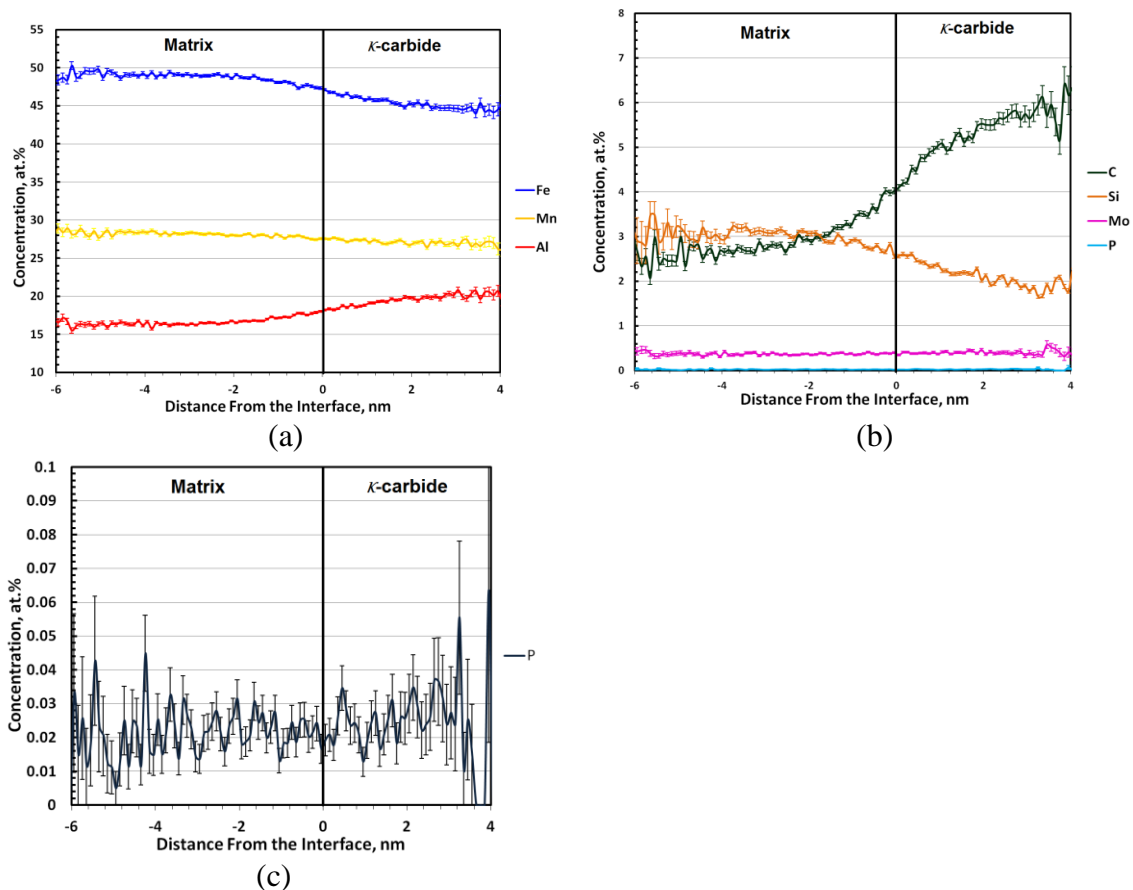 Matrix
κ-carbide
55
50
45
40
35
30
25
20
15
10
Concentration, at.%
-6 -4 -2 0 2 4
Distance From the Interface, nm
Fe
Mn
Al
(a)
Matrix
κ-carbide
8
7
6
5
4
3
2
1
0
Concentration, at.%
-6 -4 -2 0 2 4
Distance From the Interface, nm
C
Si
Mo
P
(b)
Matrix
κ-carbide
0.1
0.09
0.08
0.07
0.06
0.05
0.04
0.03
0.02
0.01
0
Concentration, at.%
-6 -4 -2 0 2 4
Distance From the Interface, nm
P
(c)